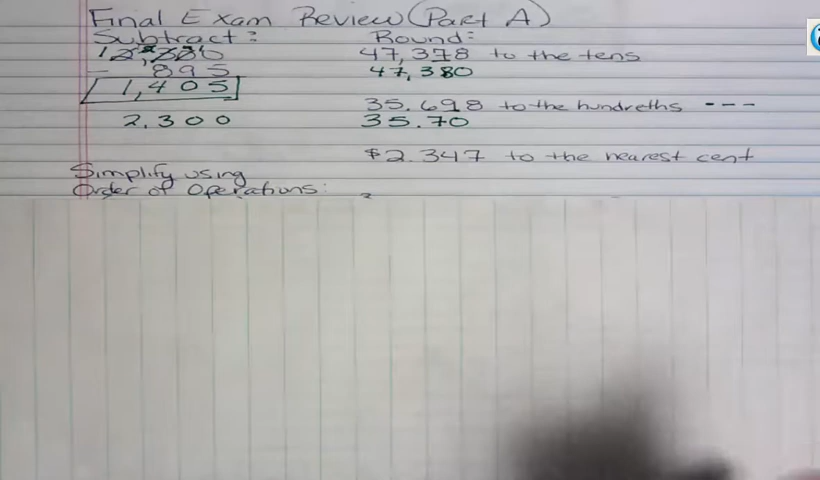 Final Exam Review (Part A)
Subtract:
- 895
1,405
2,300
Round:
47,378 to the tens
47,380
35.698 to the hundreths ---
35.70
$2.347 to the nearest cent
Simplify using
Order of Operations: